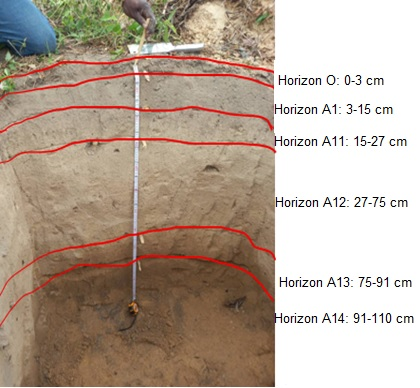 Horizon O: 0-3 cm
Horizon A1: 3-15 cm
Horizon A11: 15-27 cm
Horizon A12: 27-75 cm
Horizon A13: 75-91 cm
Horizon A14: 91-110 cm